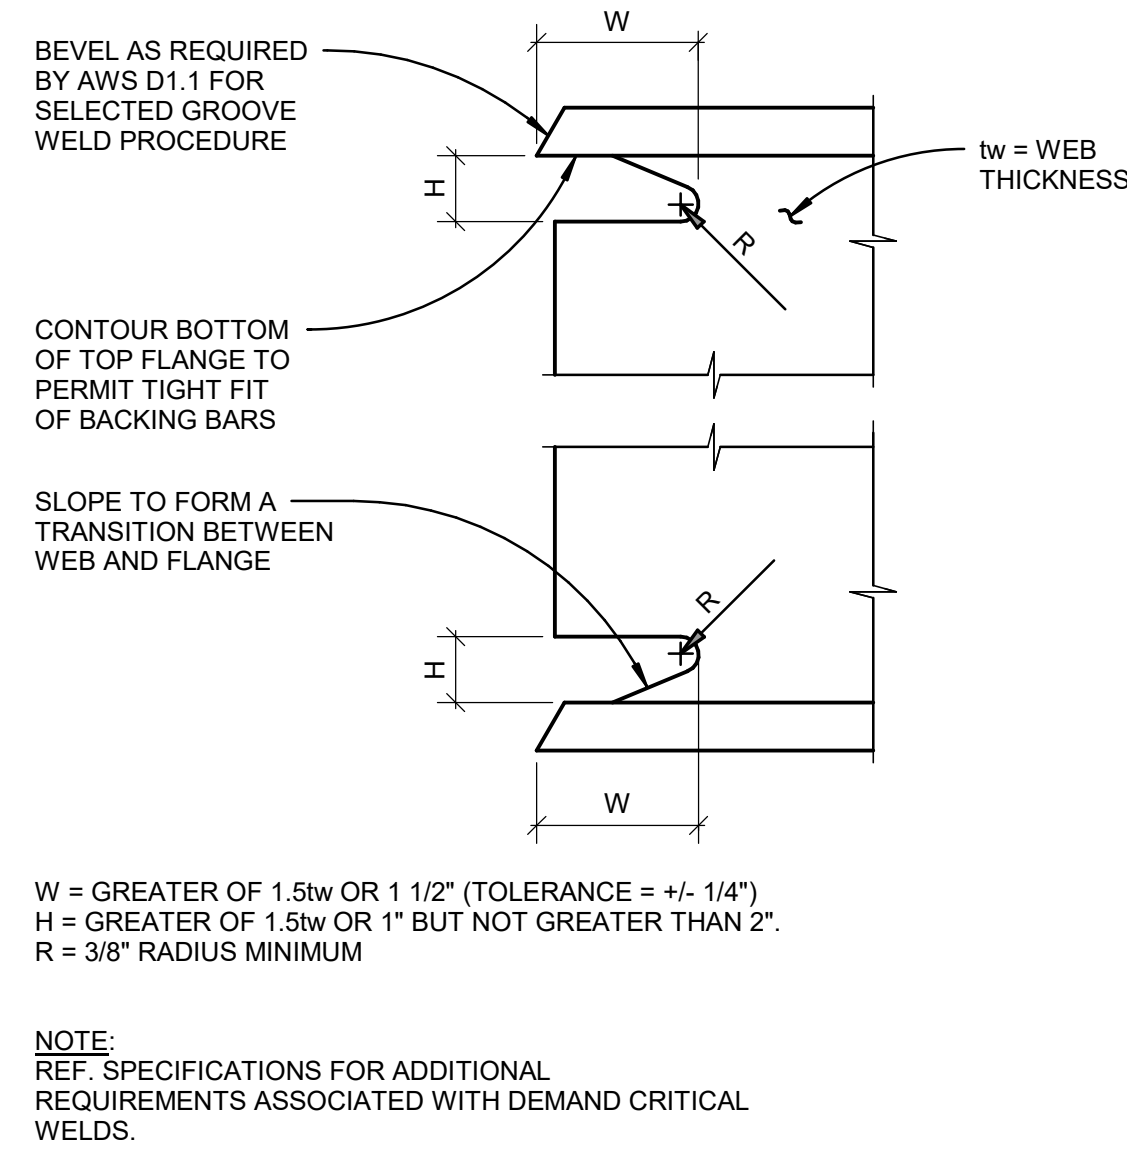 W
BEVEL AS REQUIRED
BY AWS D1.1 FOR
SELECTED GROOVE
WELD PROCEDURE
tw = WEB
THICKNESS
H
R
CONTOUR BOTTOM
OF TOP FLANGE TO
PERMIT TIGHT FIT
OF BACKING BARS
SLOPE TO FORM A
TRANSITION BETWEEN
WEB AND FLANGE
R
H
W
W = GREATER OF 1.5tw OR 1 1/2" (TOLERANCE = +/- 1/4")
H = GREATER OF 1.5tw OR 1" BUT NOT GREATER THAN 2".
R = 3/8" RADIUS MINIMUM
NOTE:
REF. SPECIFICATIONS FOR ADDITIONAL
REQUIREMENTS ASSOCIATED WITH DEMAND CRITICAL
WELDS.